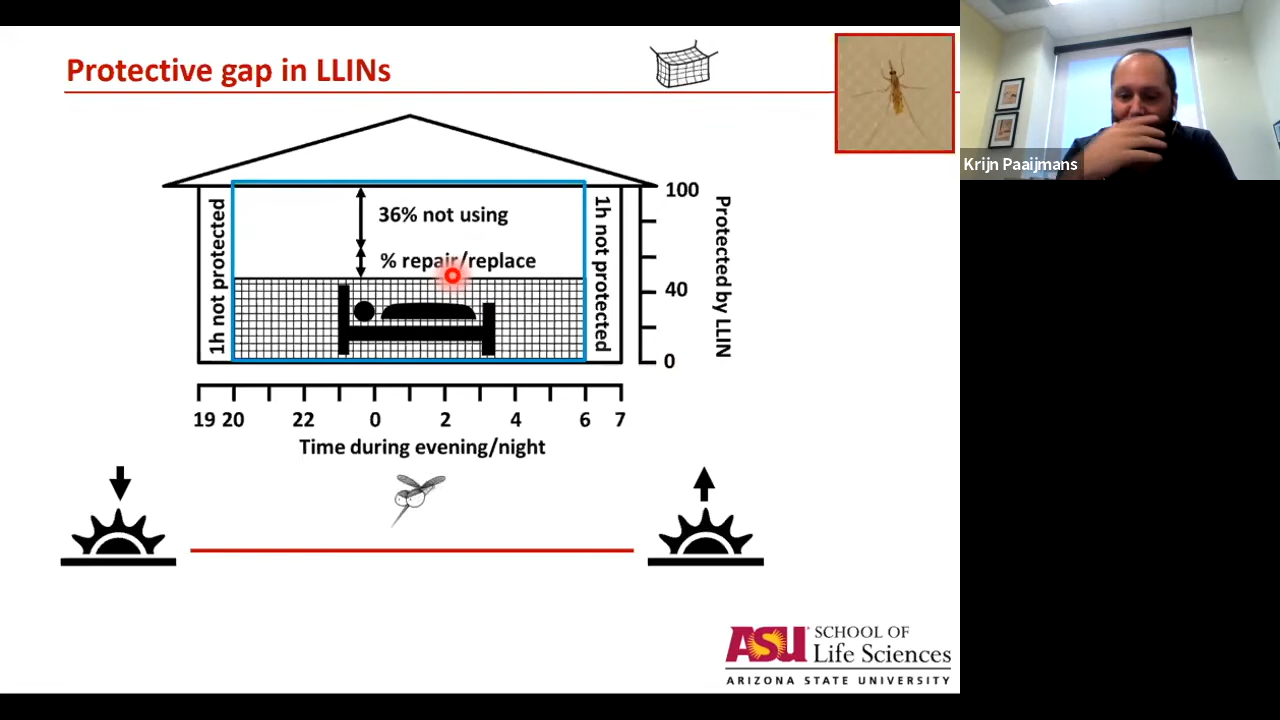 Protective gap in LLINs
Krijn Paaijmans
1h not protected
36% not using
% repair/replace
1h not protected
100
40
0
Protected by LLIN
19 20 22 0 2 4 6 7
Time during evening/night
ASU SCHOOL OF
Life Sciences
ARIZONA STATE UNIVERSITY